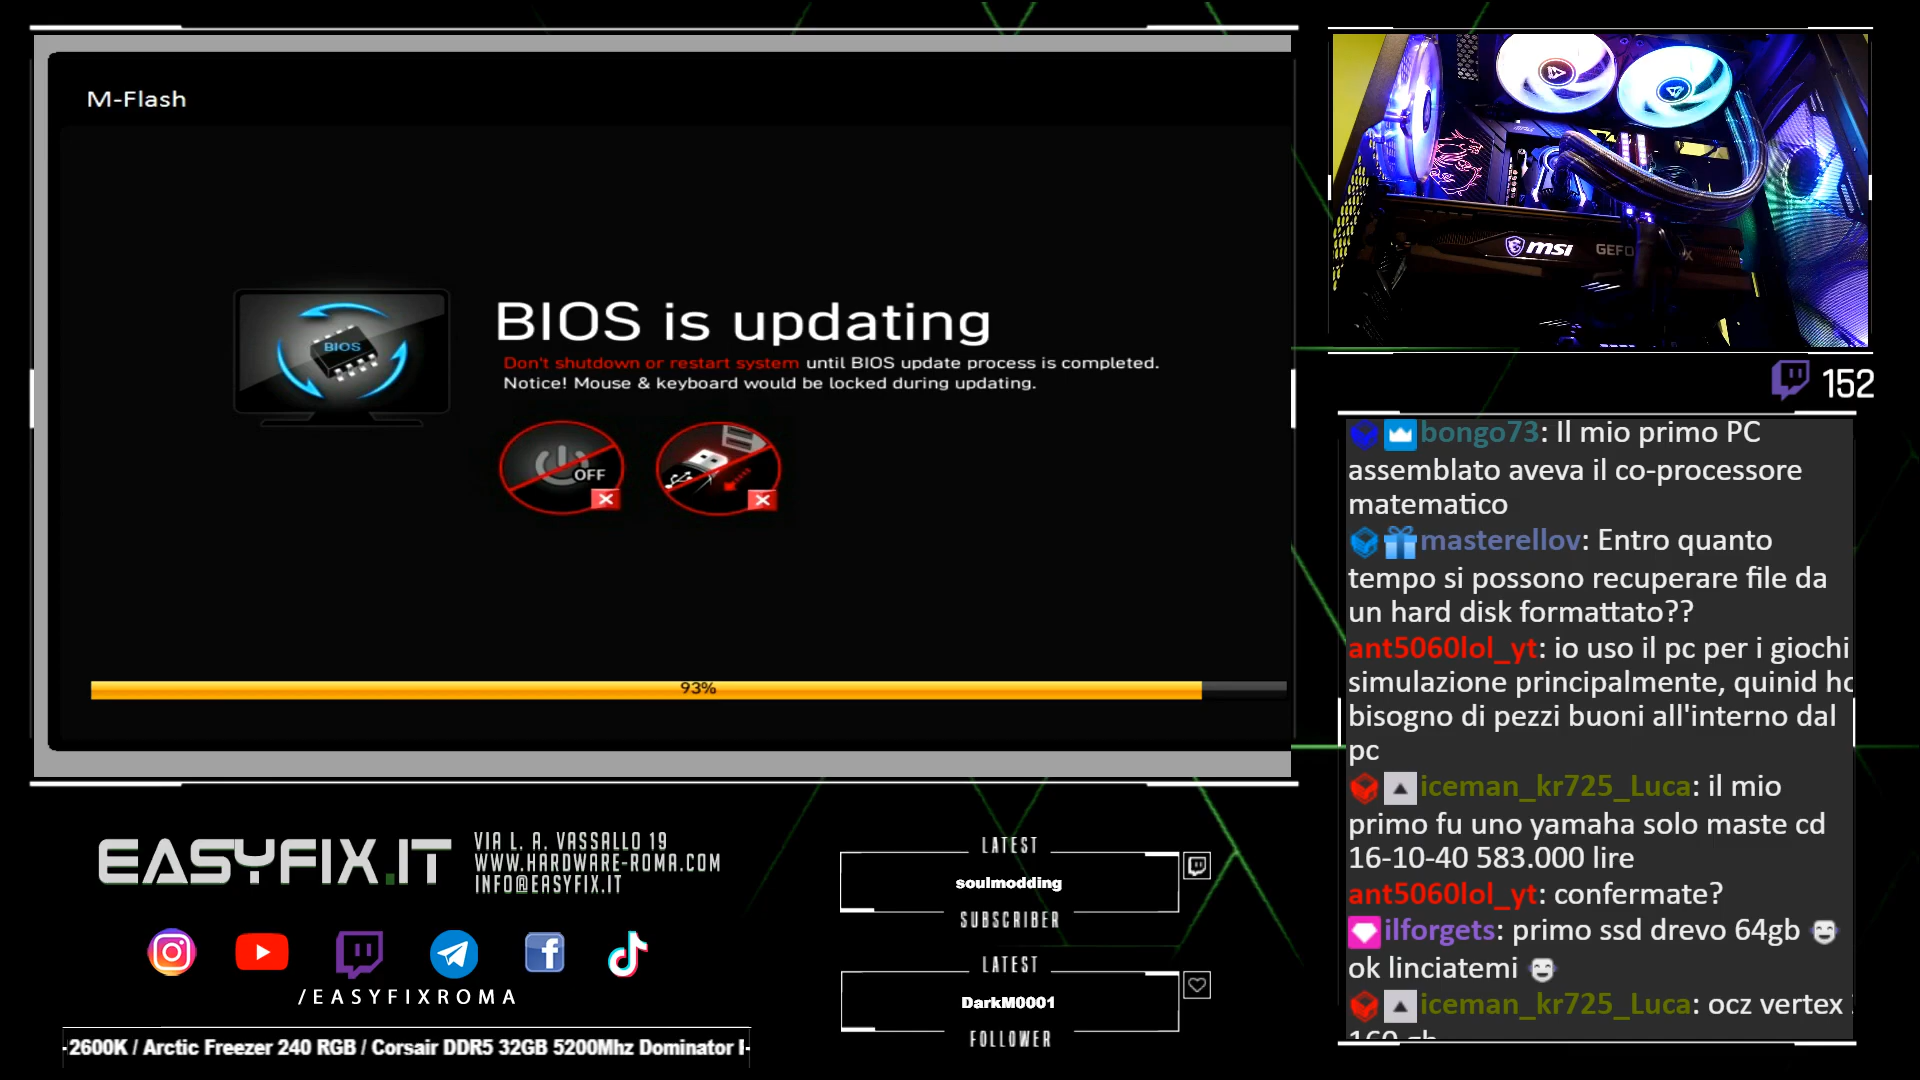 M-Flash
BIOS
BIOS is updating
Don't shutdown or restart system until BIOS update process is completed.
Notice! Mouse & keyboard would be locked during updating.
OFF
93%
msi
152
bongo73: Il mio primo PC
assemblato aveva il co-processore
matematico
masterellov: Entro quanto
tempo si possono recuperare file da
un hard disk formattato??
ant5060lol_yt: io uso il pc per i giochi
simulazione principalmente, quinid ho
bisogno di pezzi buoni all'interno dal
pc
iceman_kr725_Luca: il mio
primo fu uno yamaha solo maste cd
16-10-40 583.000 lire
ant5060lol_yt: confermate?
ilforgets: primo ssd drevo 64gb
ok linciatemi
iceman_kr725_Luca: ocz vertex
EASYFIX.IT
VIA L. A. VASSALLO 19
WWW.HARDWARE-ROMA.COM
INFO@EASYFIX.IT
/EASYFIXROMA
LATEST
soulmodding
SUBSCRIBER
LATEST
DarkM0001
FOLLOWER
2600K / Arctic Freezer 240 RGB / Corsair DDR5 32GB 5200Mhz Dominator